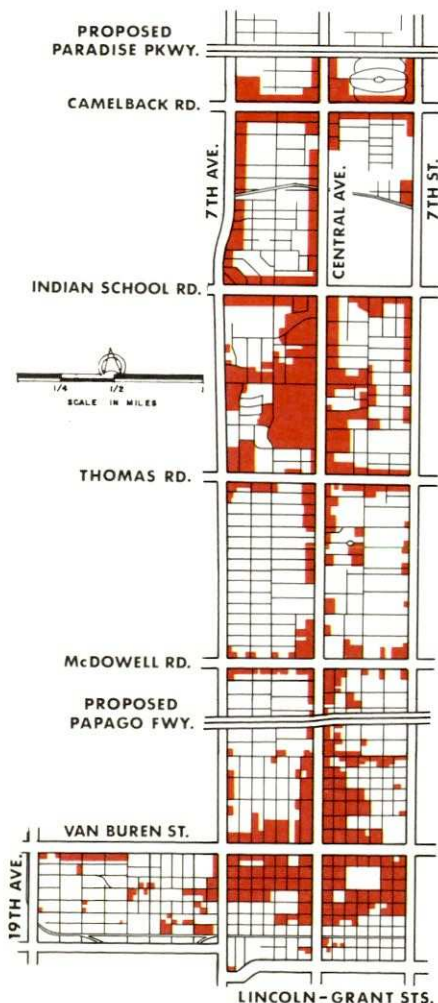 PROPOSED
PARADISE PKWY.
CAMELBACK RD.
7TH AVE.
CENTRAL AVE.
7TH ST.
INDIAN SCHOOL RD.
1/4 1/2 1
SCALE IN MILES
THOMAS RD.
McDOWELL RD.
PROPOSED
PAPAGO FWY.
VAN BUREN ST.
19TH AVE.
LINCOLN-GRANT STS.